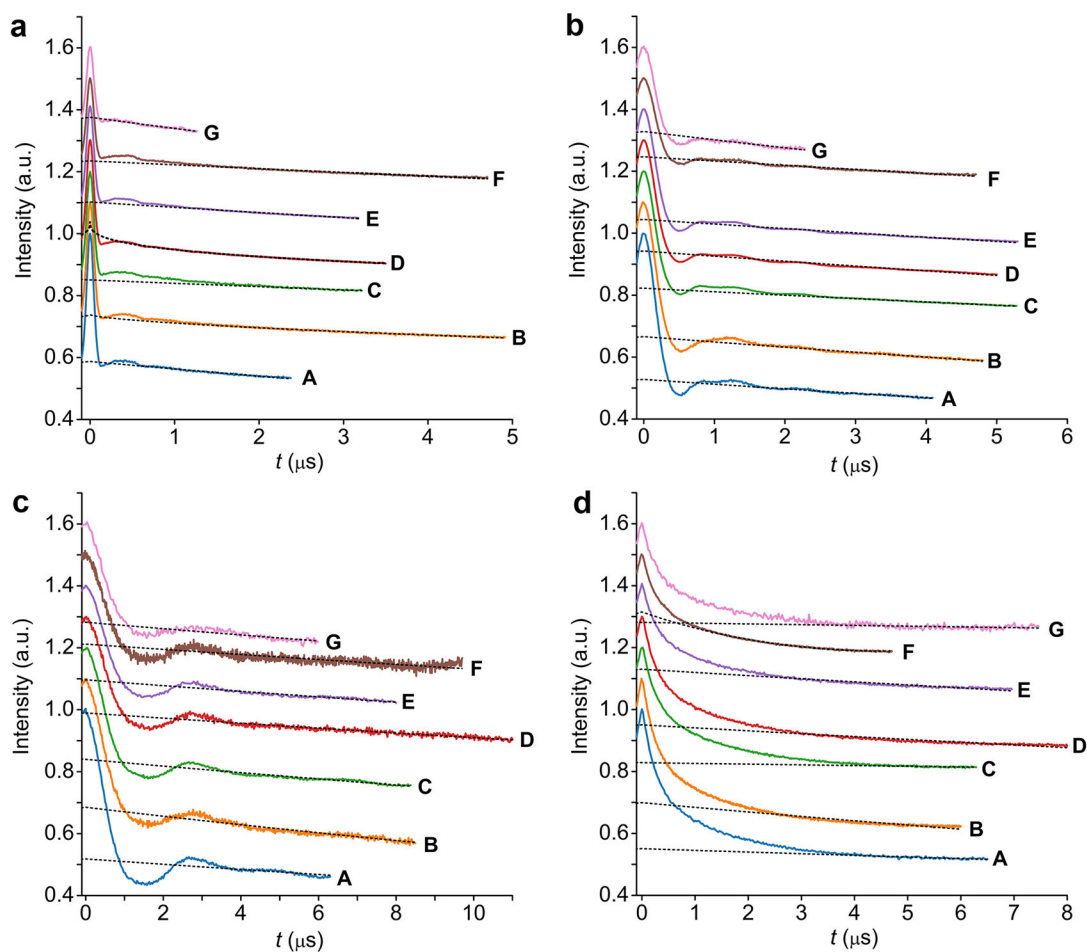 a
Intensity (a.u.)
1.6
1.4
1.2
1.0
0.8
0.6
0.4
G
F
E
D
C
B
A
0 1 2 3 4 5
t (μs)
b
Intensity (a.u.)
1.6
1.4
1.2
1.0
0.8
0.6
0.4
G
F
E
D
C
B
A
0 1 2 3 4 5 6
t (μs)
c
Intensity (a.u.)
1.6
1.4
1.2
1.0
0.8
0.6
0.4
G
F
E
D
C
B
A
0 2 4 6 8 10
t (μs)
d
Intensity (a.u.)
1.6
1.4
1.2
1.0
0.8
0.6
0.4
G
F
E
D
C
B
A
0 1 2 3 4 5 6 7 8
t (μs)